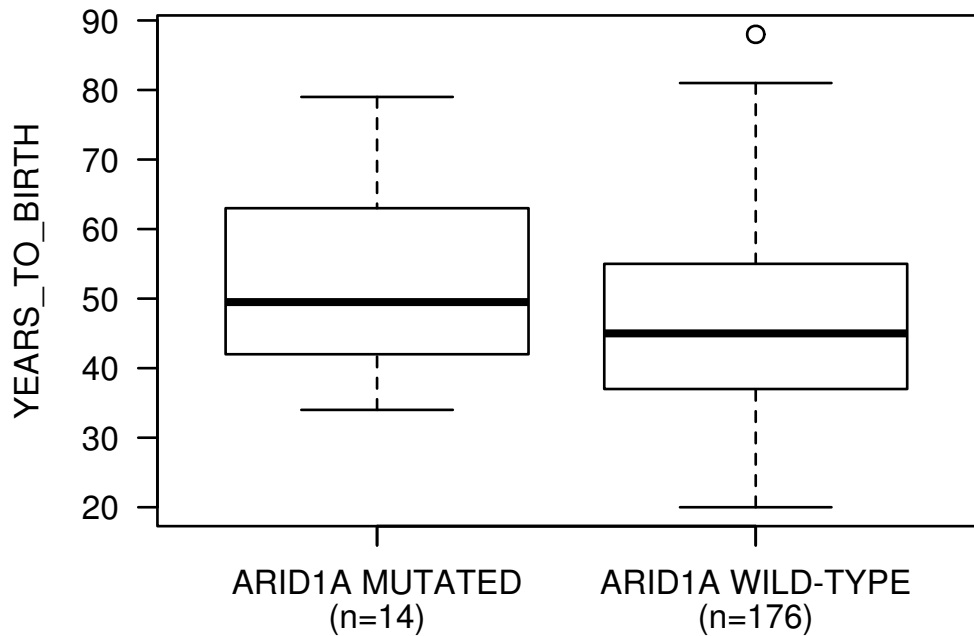 YEARS_TO_BIRTH
90
80
70
60
50
40
30
20
ARID1A MUTATED
(n=14)
ARID1A WILD-TYPE
(n=176)